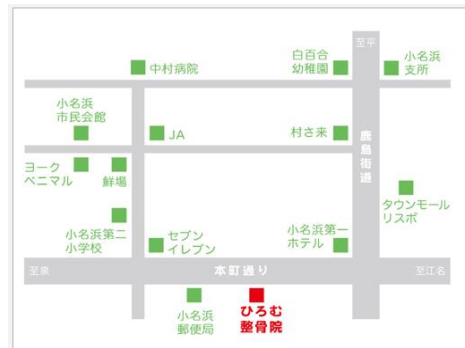 至平
白百合
幼稚園
小名浜
支所
中村病院
小名浜
市民会館
JA
村さ来
鹿島街道
ヨーク
ベニマル
鮮場
タウンモール
リスポ
小名浜第二
小学校
セブン
イレブン
小名浜第一
ホテル
至泉
本町通り
至江名
小名浜
郵便局
ひろむ
整骨院